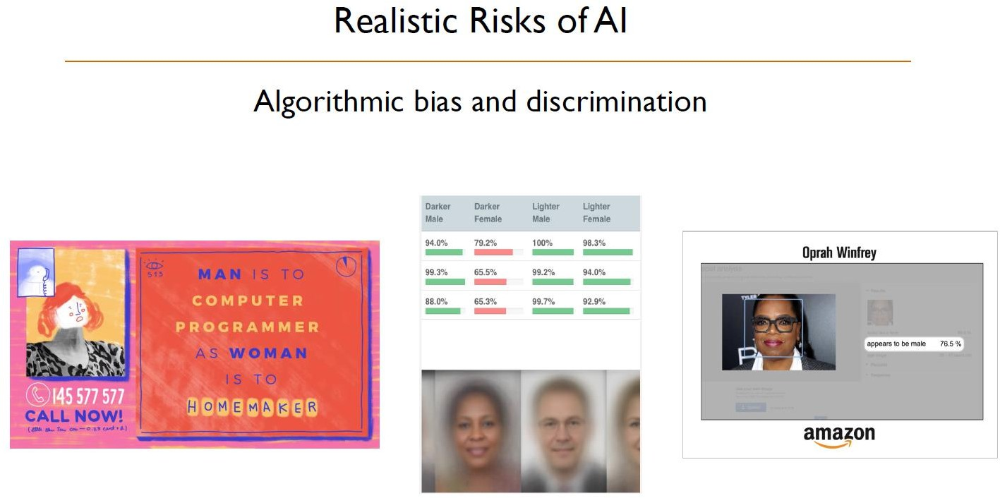 Realistic Risks of AI
Algorithmic bias and discrimination
513
MAN IS TO
COMPUTER
PROGRAMMER
AS WOMAN
IS TO
HOMEMAKER
145 577 577
CALL NOW!
Darker Male
Darker Female
Lighter Male
Lighter Female
94.0% 79.2% 100% 98.3%
99.3% 65.5% 99.2% 94.0%
88.0% 65.3% 99.7% 92.9%
Oprah Winfrey
TYLER
P
appears to be male 76.5 %
amazon